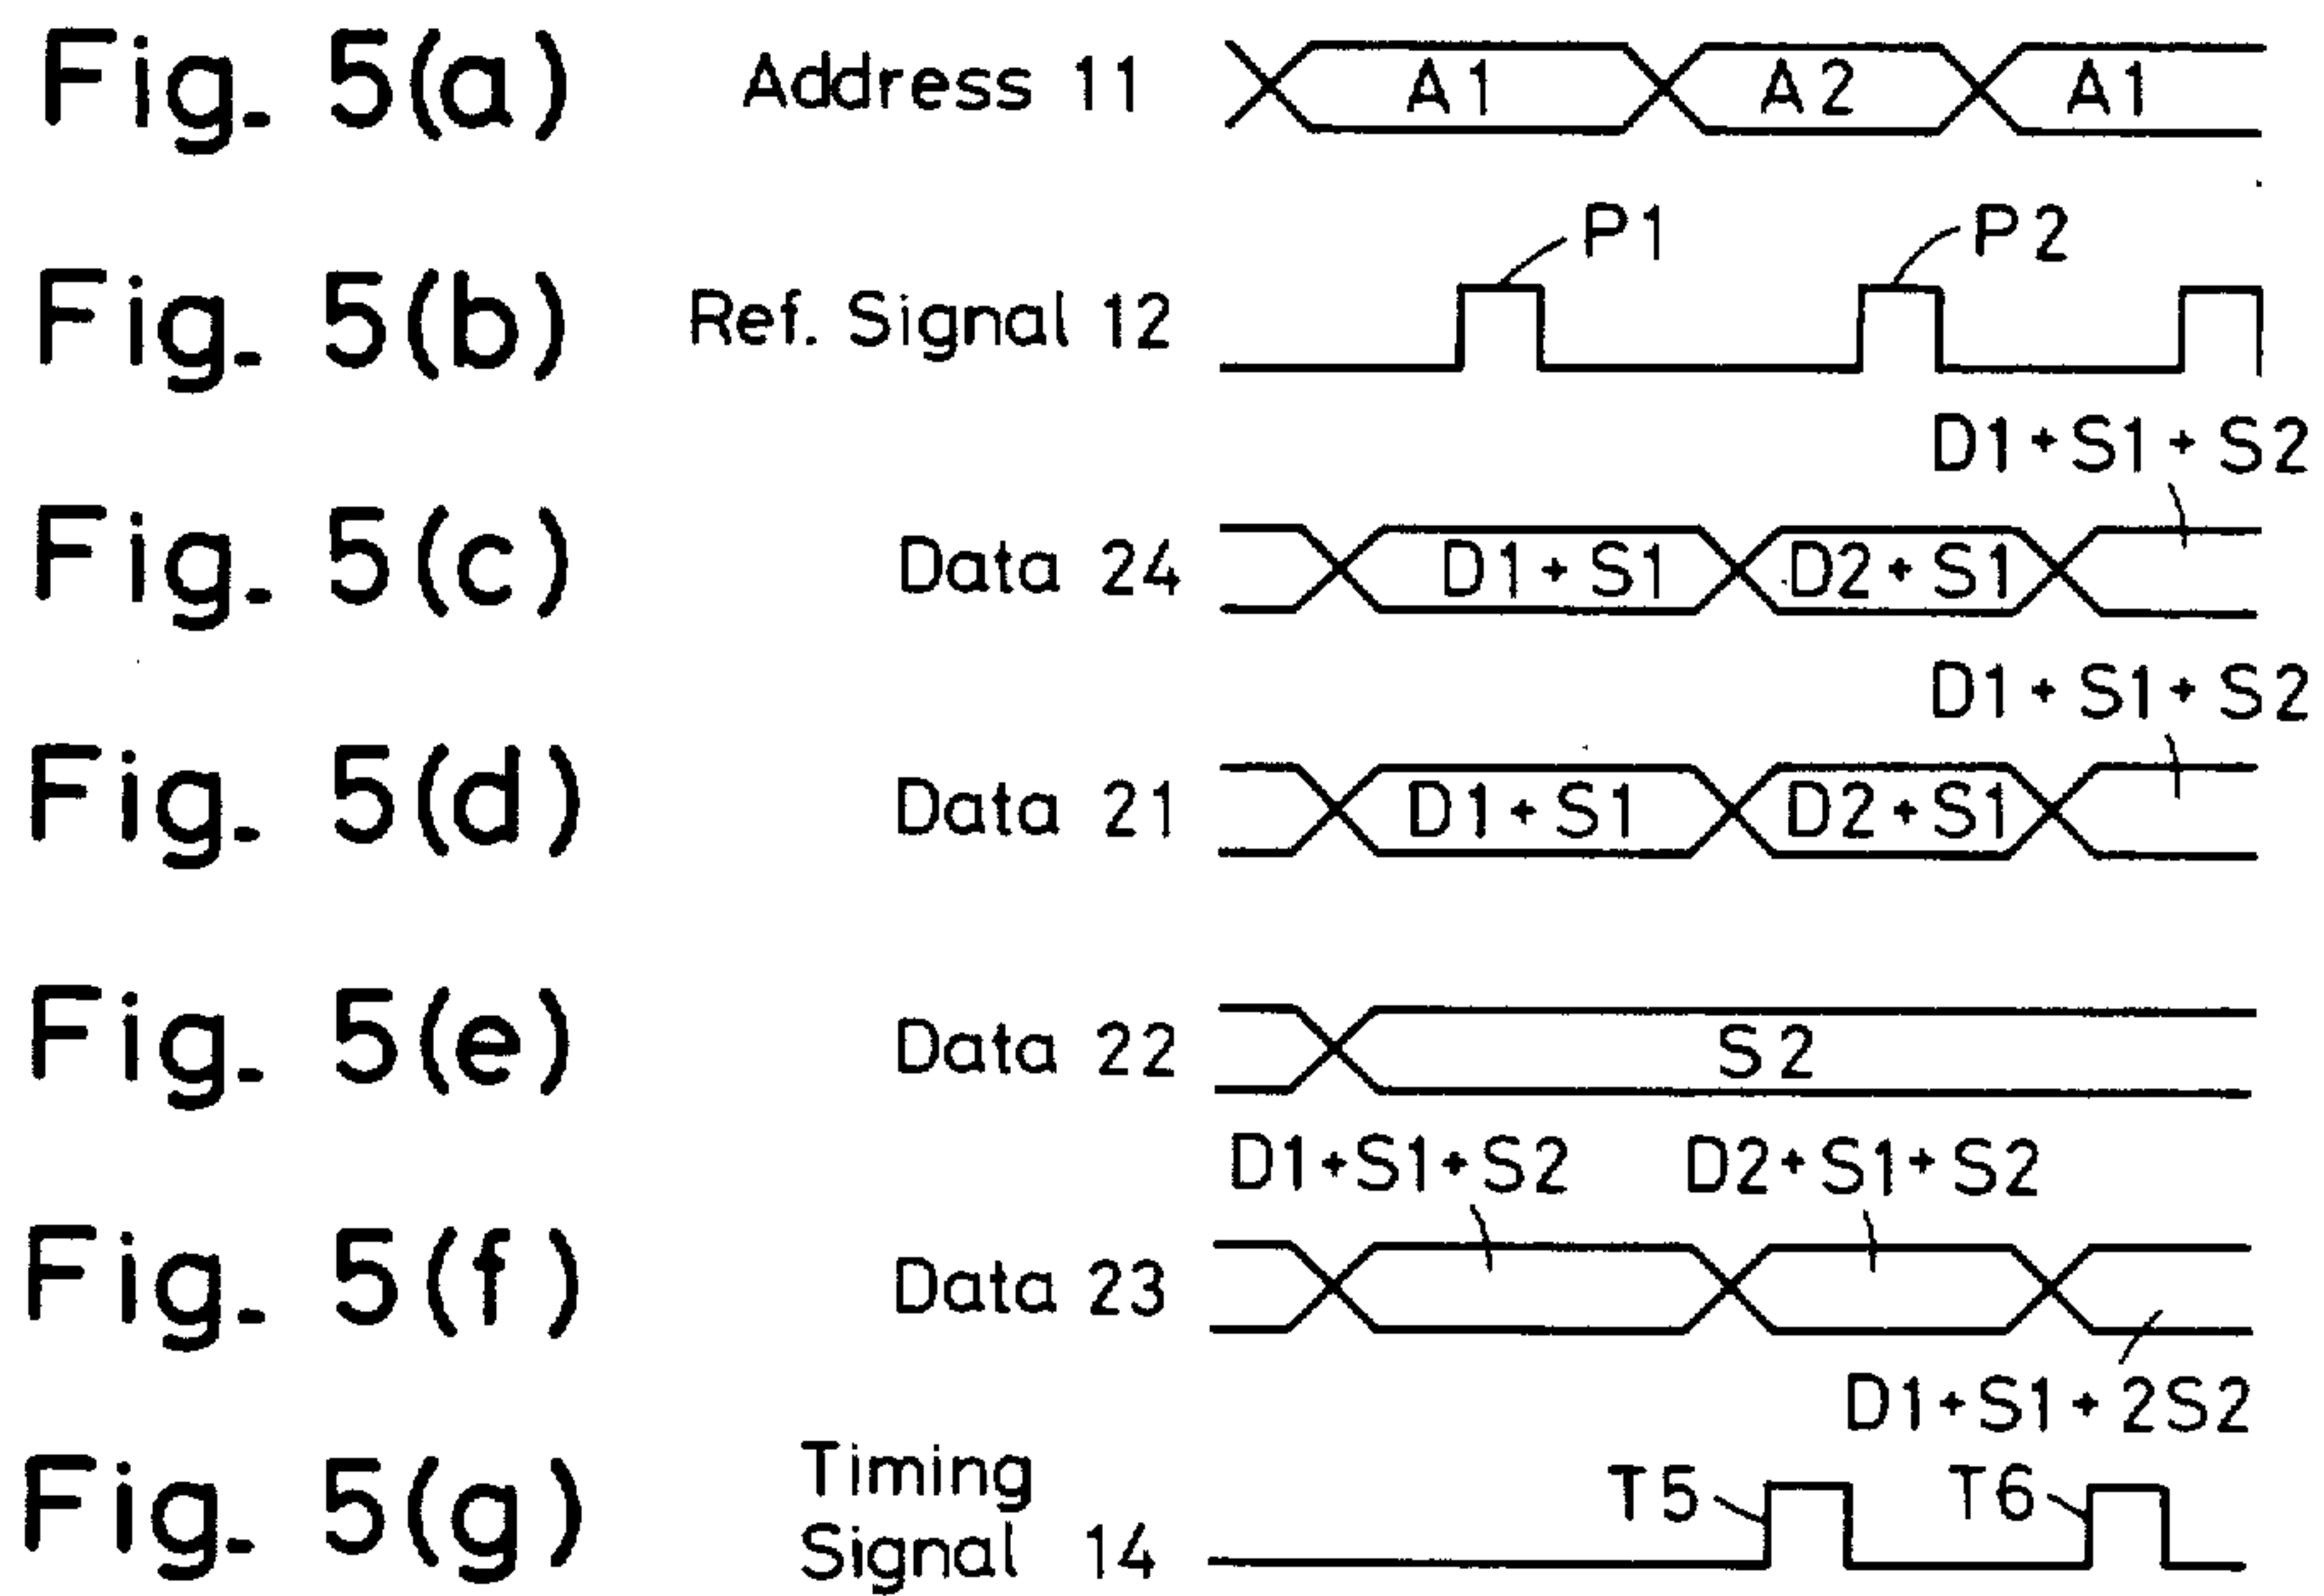 Fig. 5(a) Address 11 A1 A2 A1
P1 P2
Fig. 5(b) Ref. Signal 12
D1+S1+S2
Fig. 5(c) Data 24 D1+S1 D2+S1
D1+S1+S2
Fig. 5(d) Data 21 D1+S1 D2+S1
Fig. 5(e) Data 22 S2
D1+S1+S2 D2+S1+S2
Fig. 5(f) Data 23
D1+S1+2S2
Fig. 5(g) Timing Signal 14 T5 T6